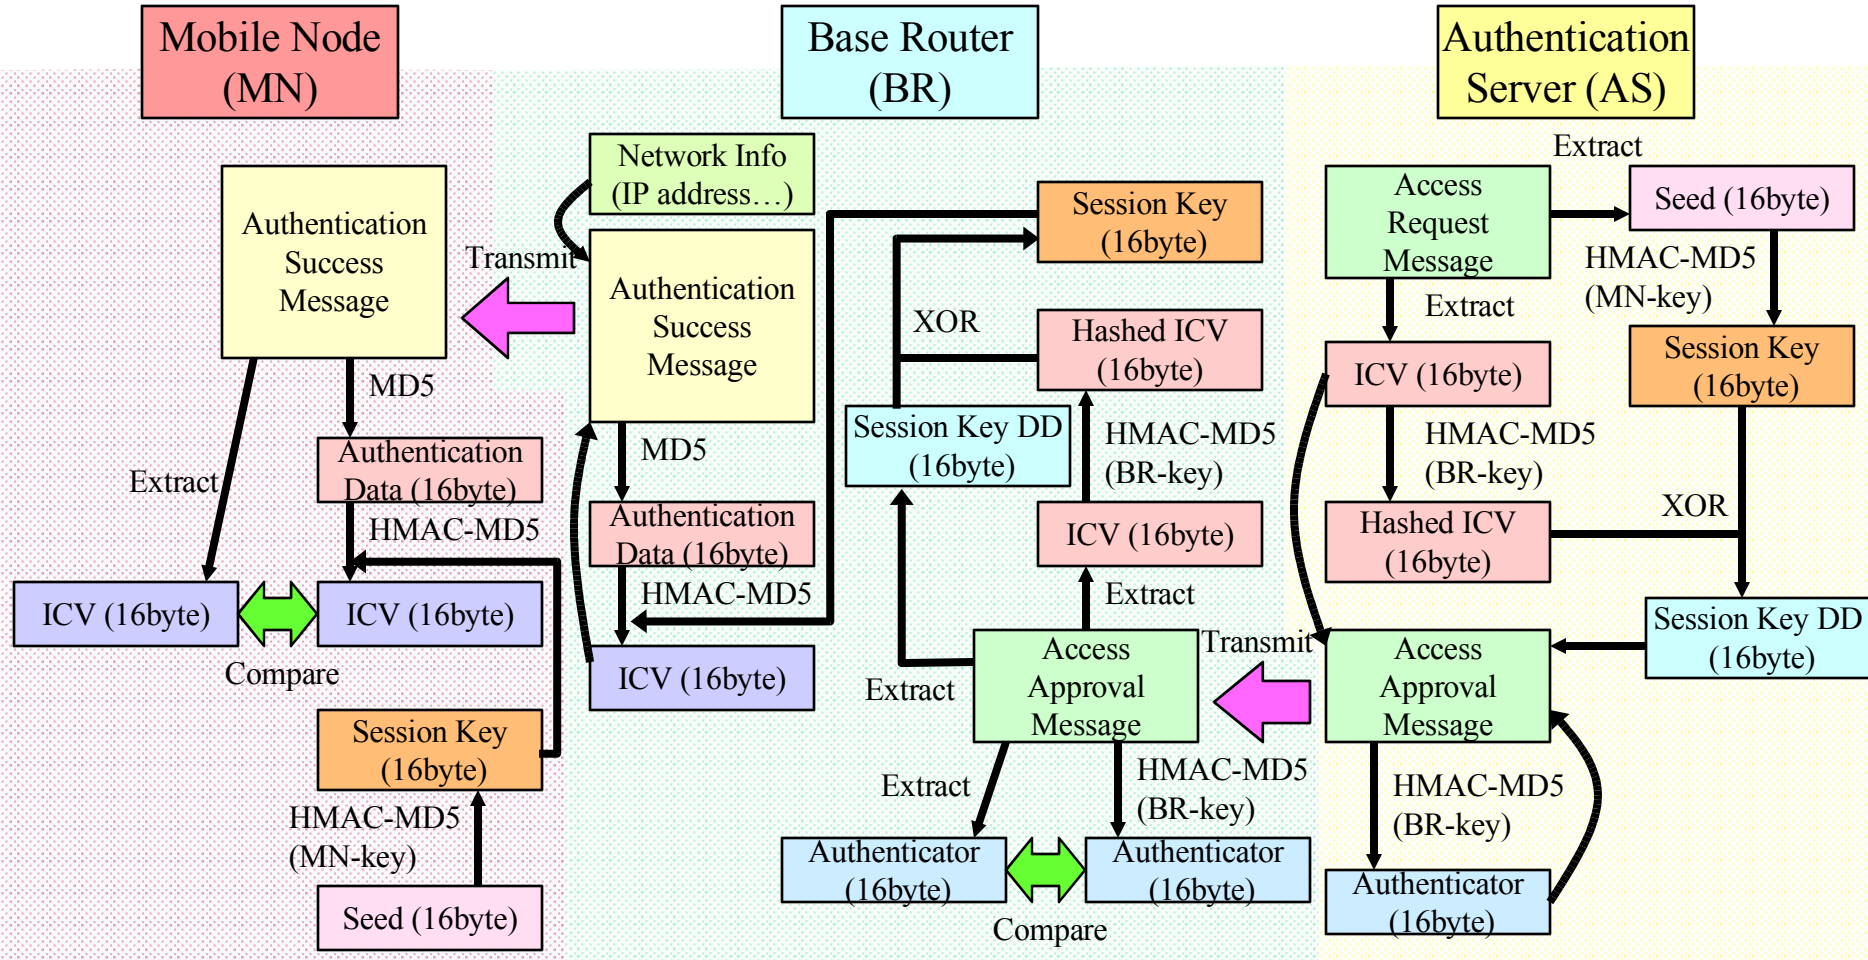 Mobile Node
(MN)
Base Router
(BR)
Authentication
Server (AS)
Authentication
Success
Message
MD5
Extract
Authentication
Data (16byte)
HMAC-MD5
ICV (16byte)
ICV (16byte)
Compare
Session Key
(16byte)
HMAC-MD5
(MN-key)
Seed (16byte)
Transmit
Network Info
(IP address…)
Authentication
Success
Message
MD5
Authentication
Data (16byte)
HMAC-MD5
ICV (16byte)
Session Key
(16byte)
XOR
Hashed ICV
(16byte)
Session Key DD
(16byte)
HMAC-MD5
(BR-key)
ICV (16byte)
Extract
Access
Approval
Message
Extract
Extract
HMAC-MD5
(BR-key)
Authenticator
(16byte)
Authenticator
(16byte)
Compare
Transmit
Extract
Access
Request
Message
Seed (16byte)
HMAC-MD5
(MN-key)
Extract
ICV (16byte)
Session Key
(16byte)
HMAC-MD5
(BR-key)
Hashed ICV
(16byte)
XOR
Session Key DD
(16byte)
Access
Approval
Message
HMAC-MD5
(BR-key)
Authenticator
(16byte)